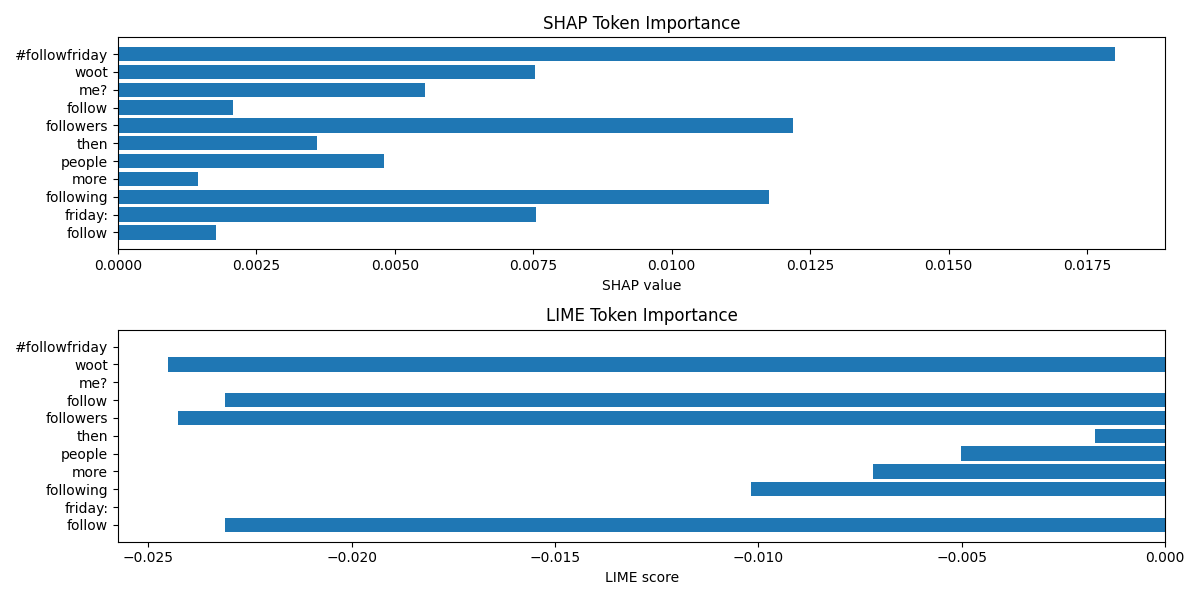 SHAP Token Importance
#followfriday
woot
me?
follow
followers
then
people
more
following
friday:
follow
0.0000 0.0025 0.0050 0.0075 0.0100 0.0125 0.0150 0.0175
SHAP value
LIME Token Importance
#followfriday
woot
me?
follow
followers
then
people
more
following
friday:
follow
−0.025 −0.020 −0.015 −0.010 −0.005 0.000
LIME score